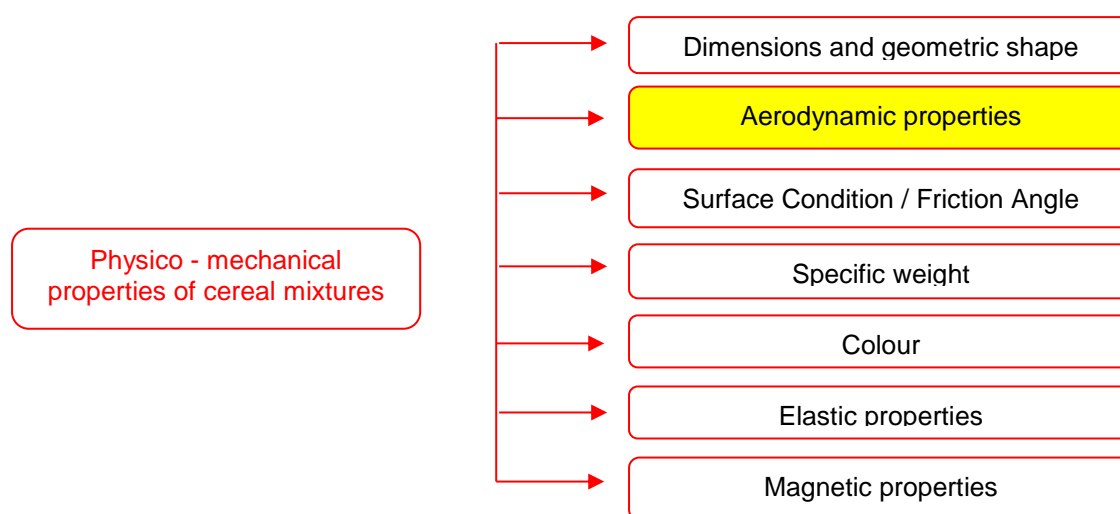 Dimensions and geometric shape
Aerodynamic properties
Surface Condition / Friction Angle
Physico - mechanical
properties of cereal mixtures
Specific weight
Colour
Elastic properties
Magnetic properties